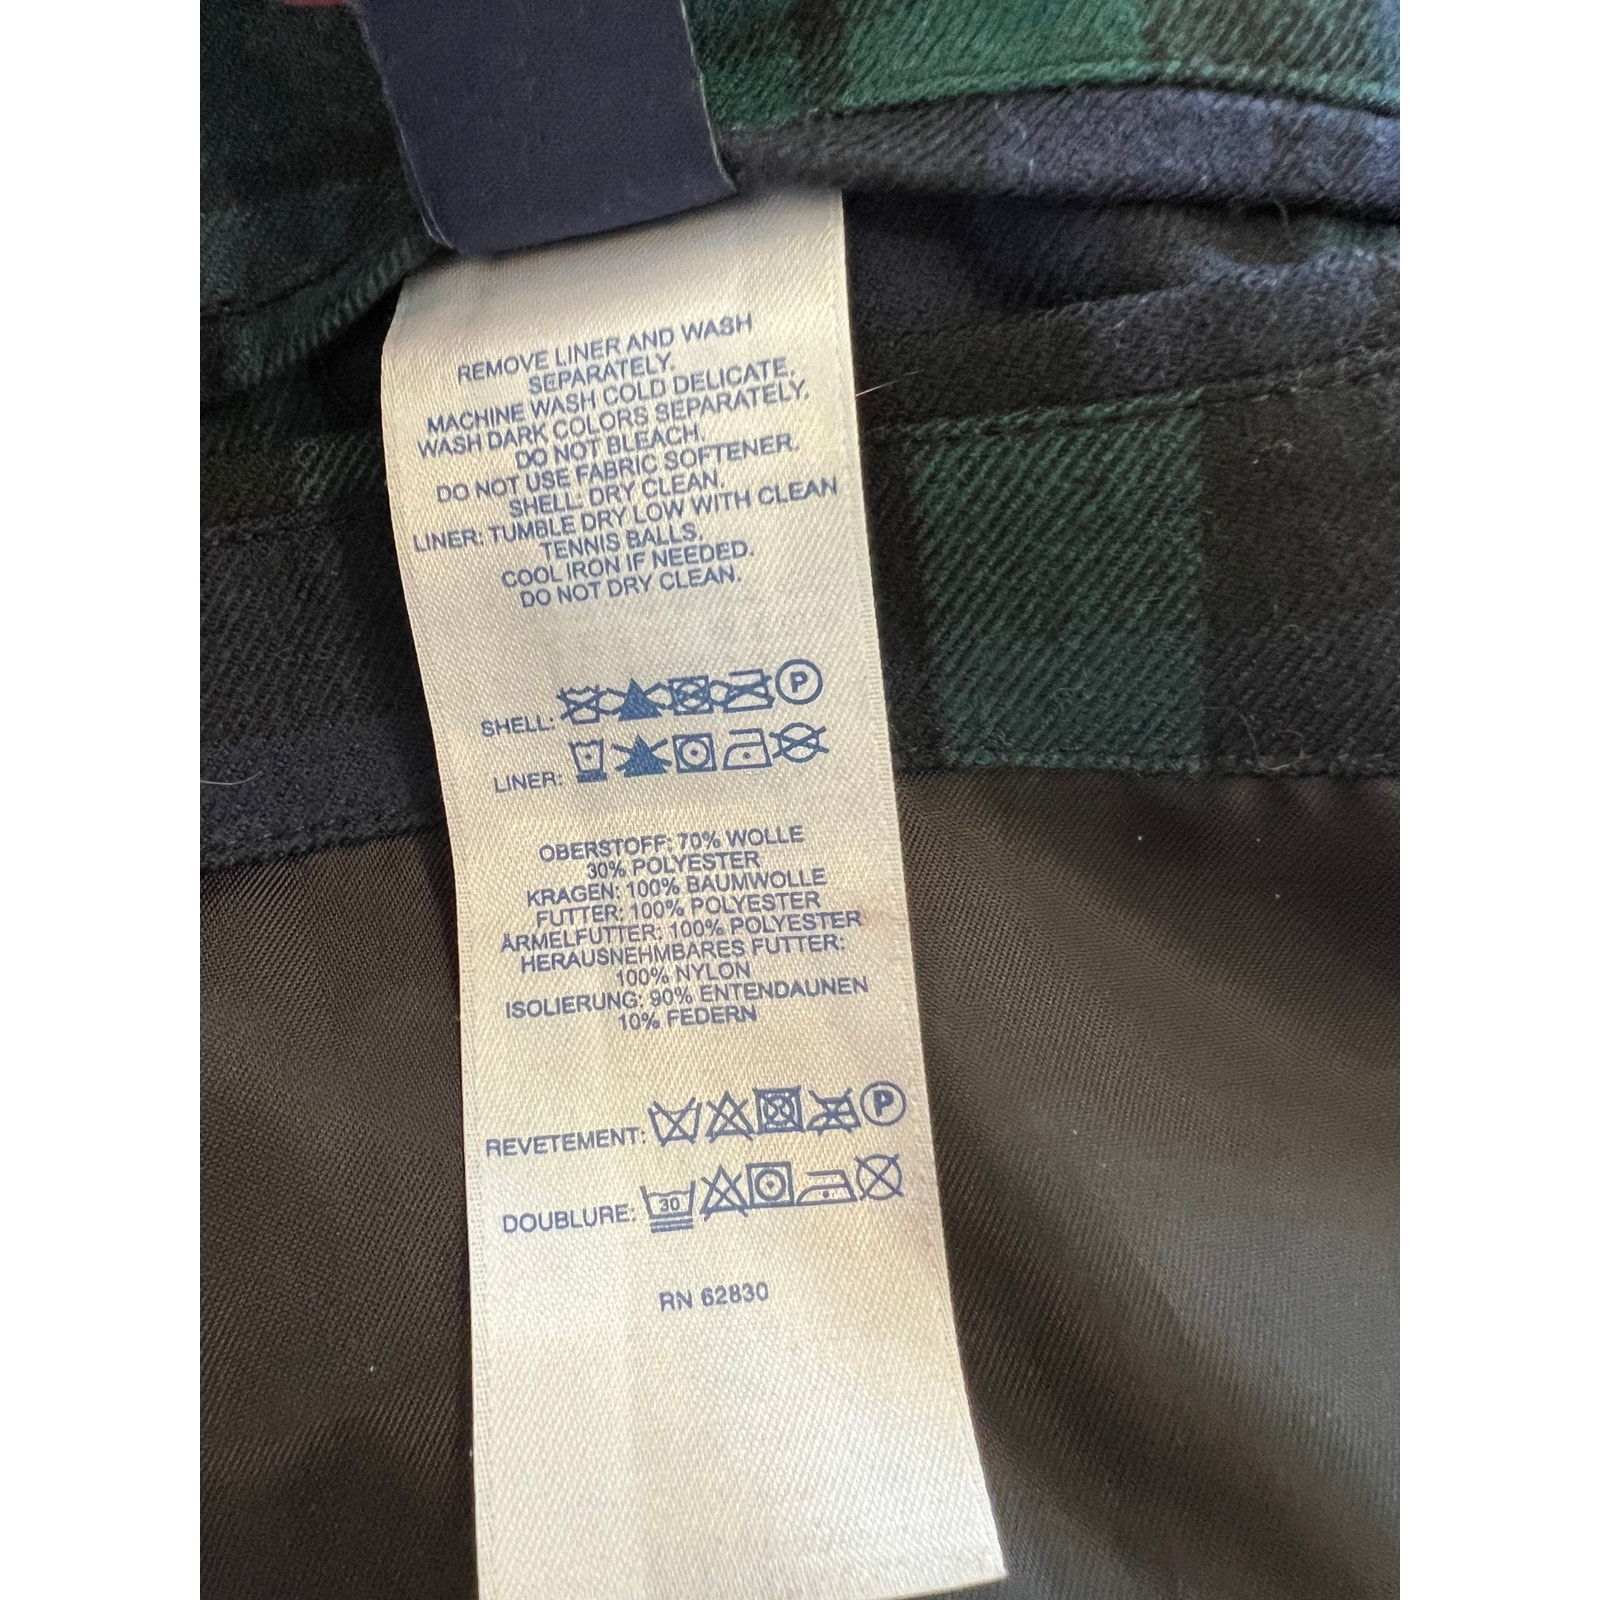 REMOVE LINER AND WASH
SEPARATELY.
MACHINE WASH COLD DELICATE.
WASH DARK COLORS SEPARATELY.
DO NOT BLEACH.
DO NOT USE FABRIC SOFTENER.
SHELL: DRY CLEAN.
LINER: TUMBLE DRY LOW WITH CLEAN
TENNIS BALLS.
COOL IRON IF NEEDED.
DO NOT DRY CLEAN.
SHELL: P
LINER:
OBERSTOFF: 70% WOLLE
30% POLYESTER
KRAGEN: 100% BAUMWOLLE
FUTTER: 100% POLYESTER
ÄRMELFUTTER: 100% POLYESTER
HERAUSNEHMBARES FUTTER:
100% NYLON
ISOLIERUNG: 90% ENTENDAUNEN
10% FEDERN
REVETEMENT: P
DOUBLURE: 30
RN 62830